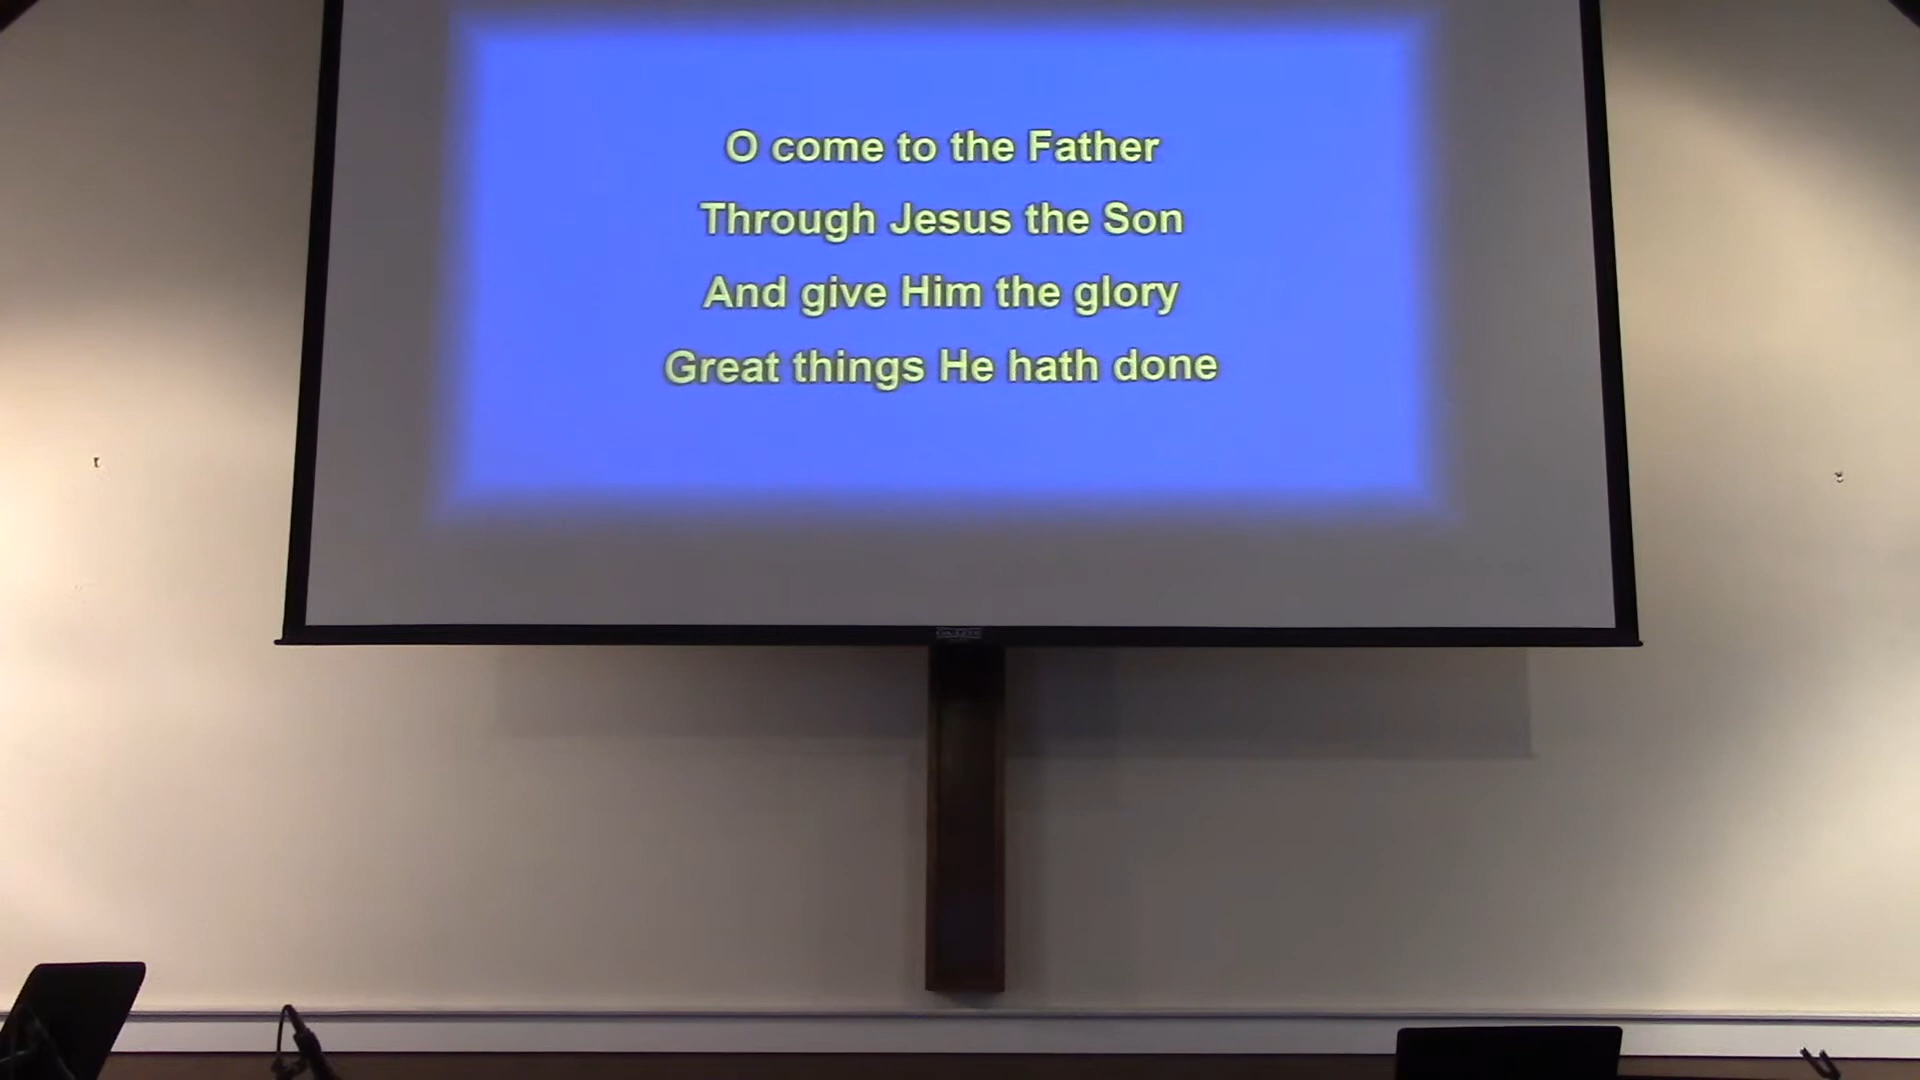 O come to the Father
Through Jesus the Son
And give Him the glory
Great things He hath done